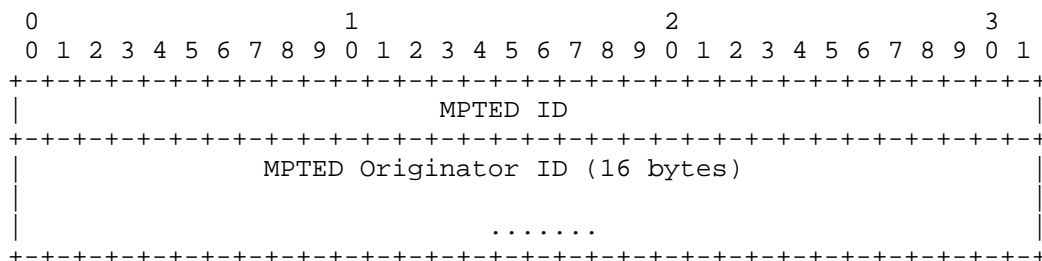 0                   1                   2                   3
0 1 2 3 4 5 6 7 8 9 0 1 2 3 4 5 6 7 8 9 0 1 2 3 4 5 6 7 8 9 0 1
+-+-+-+-+-+-+-+-+-+-+-+-+-+-+-+-+-+-+-+-+-+-+-+-+-+-+-+-+-+-+-+-+
|                          MPTED ID                             |
+-+-+-+-+-+-+-+-+-+-+-+-+-+-+-+-+-+-+-+-+-+-+-+-+-+-+-+-+-+-+-+-+
|               MPTED Originator ID (16 bytes)                  |
|                                                               |
|                             .......                           |
+-+-+-+-+-+-+-+-+-+-+-+-+-+-+-+-+-+-+-+-+-+-+-+-+-+-+-+-+-+-+-+-+